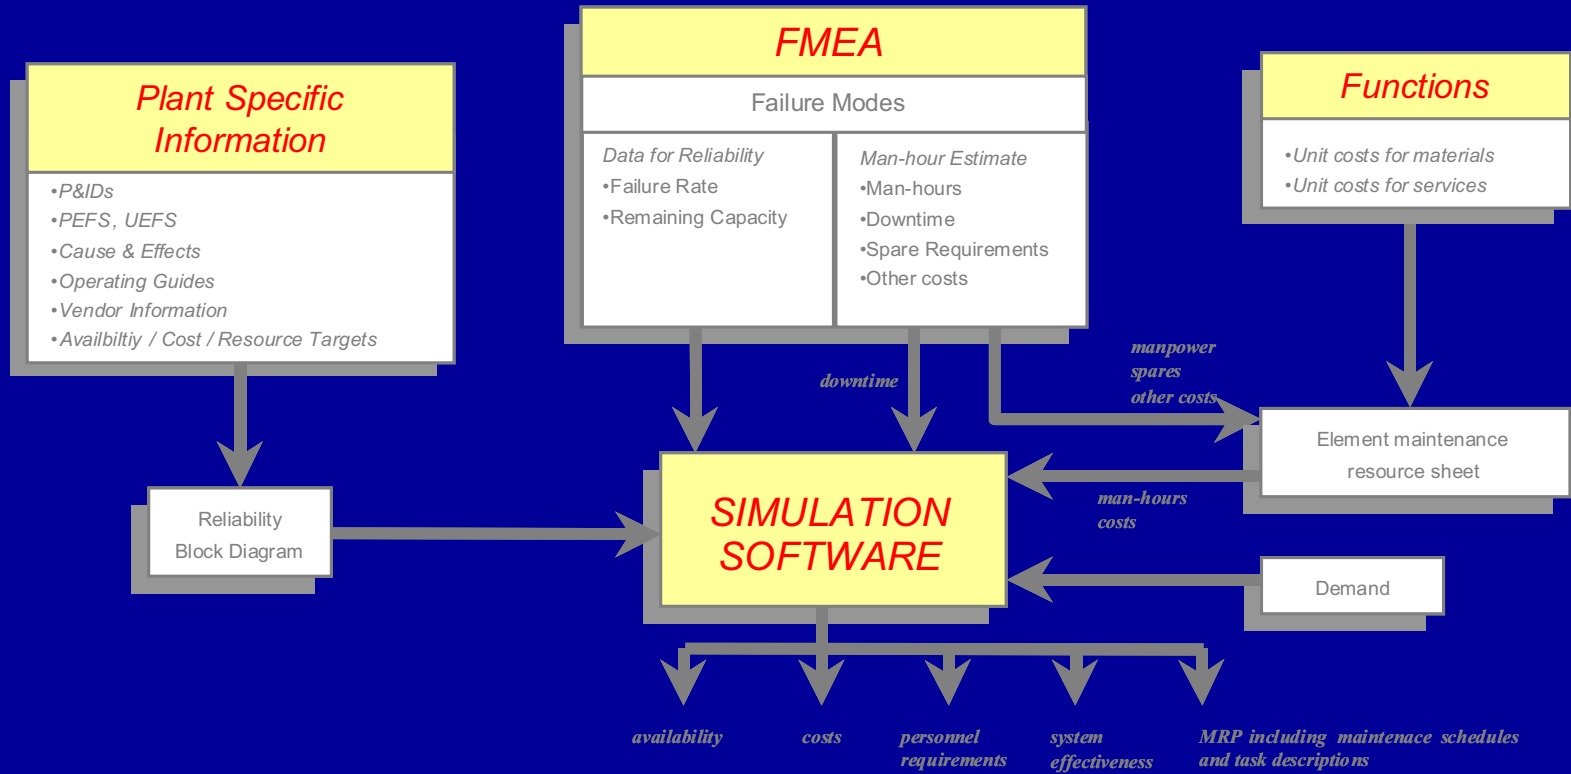 Plant Specific
Information
•P&IDs
•PEFS, UEFS
•Cause & Effects
•Operating Guides
•Vendor Information
•Availbiltiy / Cost / Resource Targets
FMEA
Failure Modes
Data for Reliability
•Failure Rate
•Remaining Capacity
Man-hour Estimate
•Man-hours
•Downtime
•Spare Requirements
•Other costs
Functions
•Unit costs for materials
•Unit costs for services
downtime
manpower
spares
other costs
Element maintenance
resource sheet
man-hours
costs
Reliability
Block Diagram
SIMULATION
SOFTWARE
Demand
availability
costs
personnel
requirements
system
effectiveness
MRP including maintenace schedules
and task descriptions